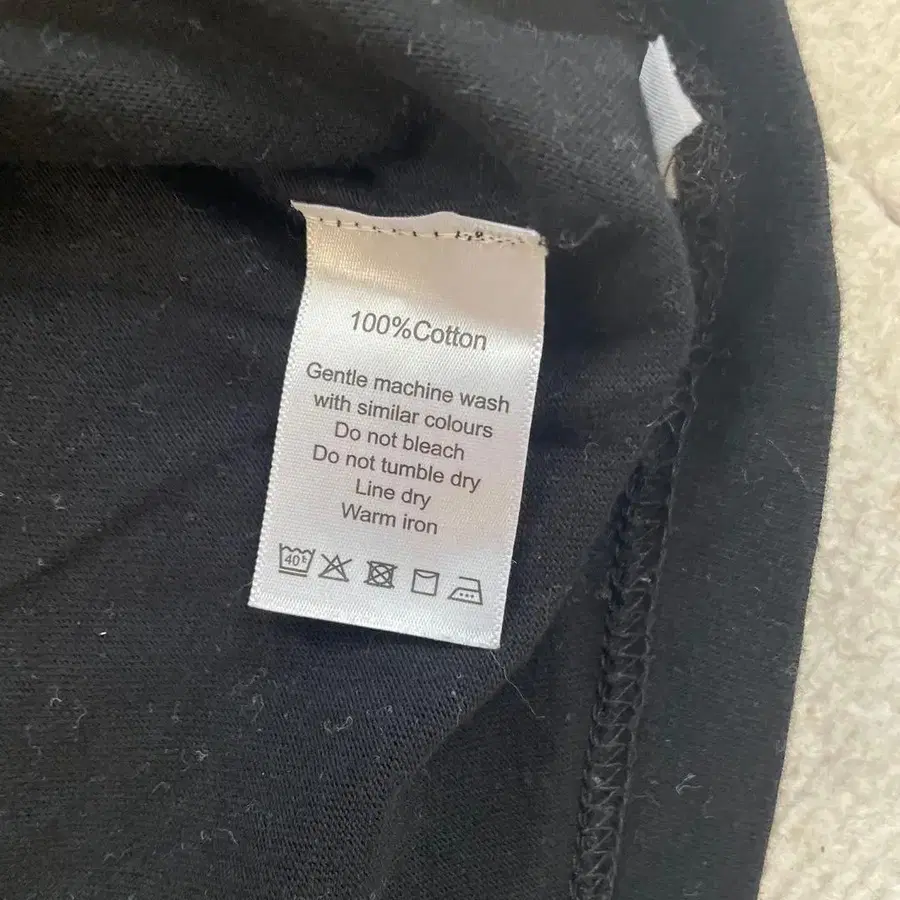 100%Cotton
Gentle machine wash
with similar colours
Do not bleach
Do not tumble dry
Line dry
Warm iron
40